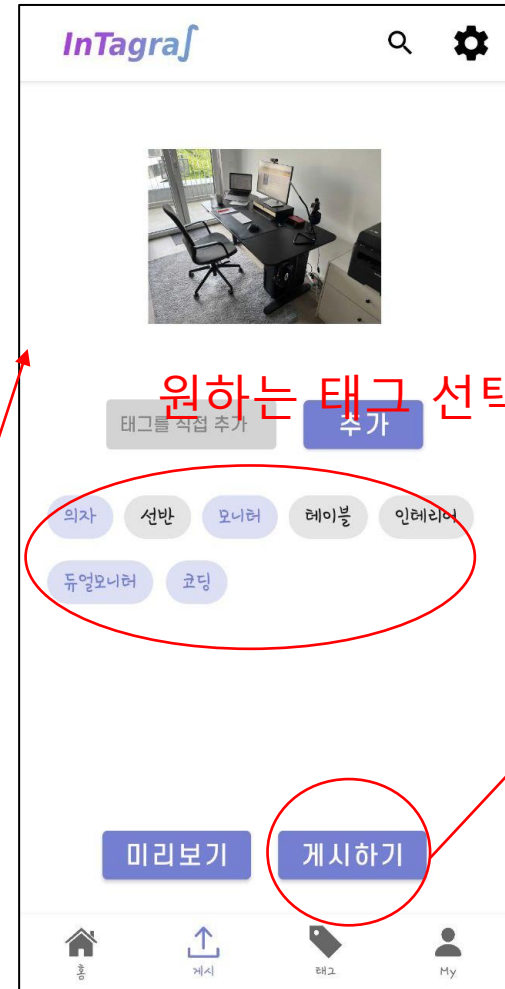 InTagra∫
원하는 태그 선택
태그를 직접 추가
추가
의자 선반 모니터 테이블 인테리어
듀얼모니터 코딩
미리보기 게시하기
홈 게시 태그 My